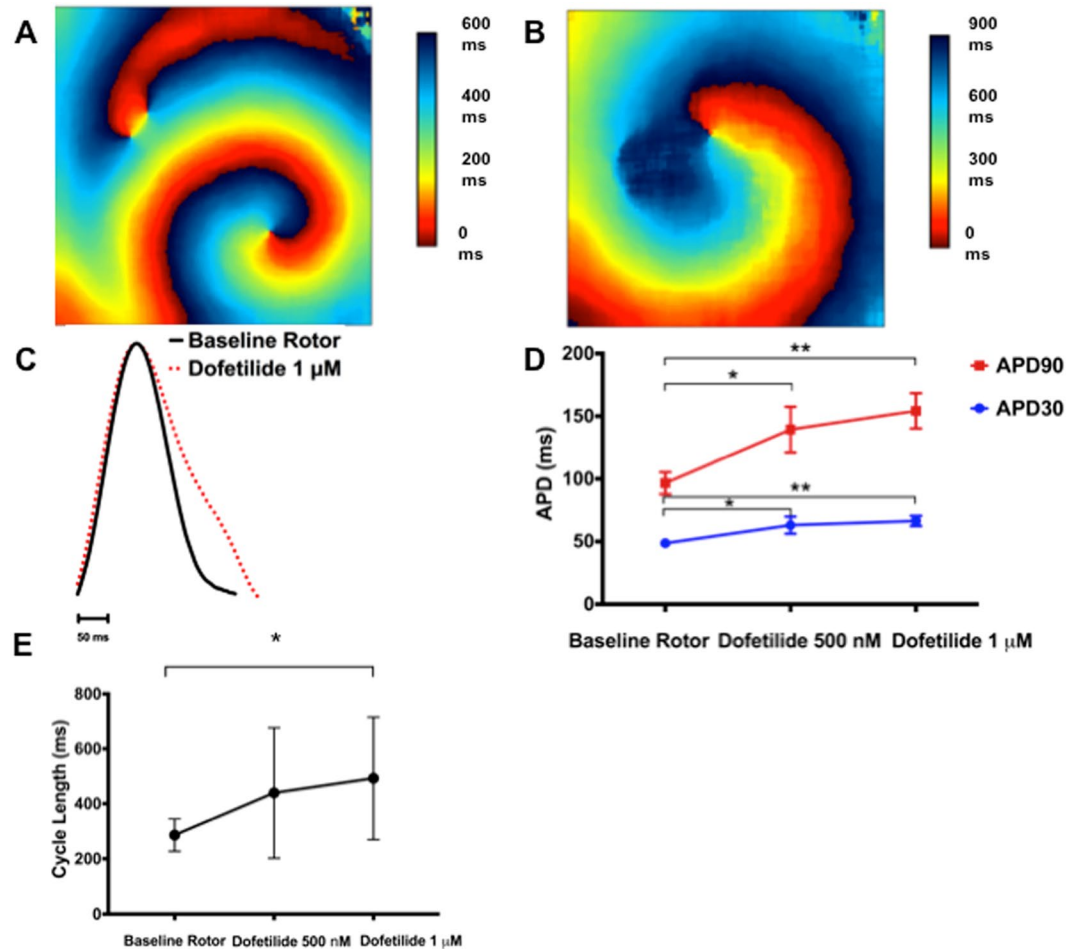 A
600
ms
400
ms
200
ms
0
ms
B
900
ms
600
ms
300
ms
0
ms
C
Baseline Rotor
Dofetilide 1 µM
50 ms
D
200
150
100
50
0
APD (ms)
**
*
**
*
APD90
APD30
Baseline Rotor Dofetilide 500 nM Dofetilide 1 µM
E
*
800
600
400
200
0
Cycle Length (ms)
Baseline Rotor Dofetilide 500 nM Dofetilide 1 µM